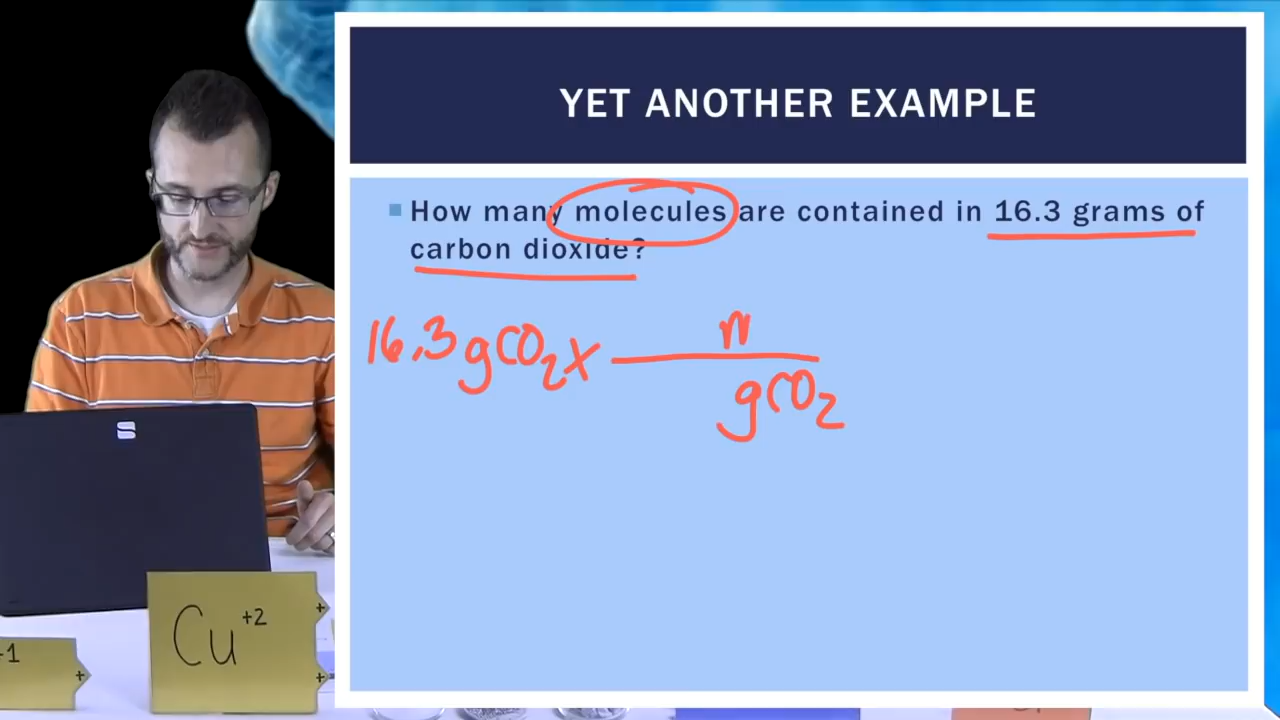 YET ANOTHER EXAMPLE
How many molecules are contained in 16.3 grams of
carbon dioxide?
16.3 g CO₂ x
g CO₂
Cu⁺²
+1
+
+
+